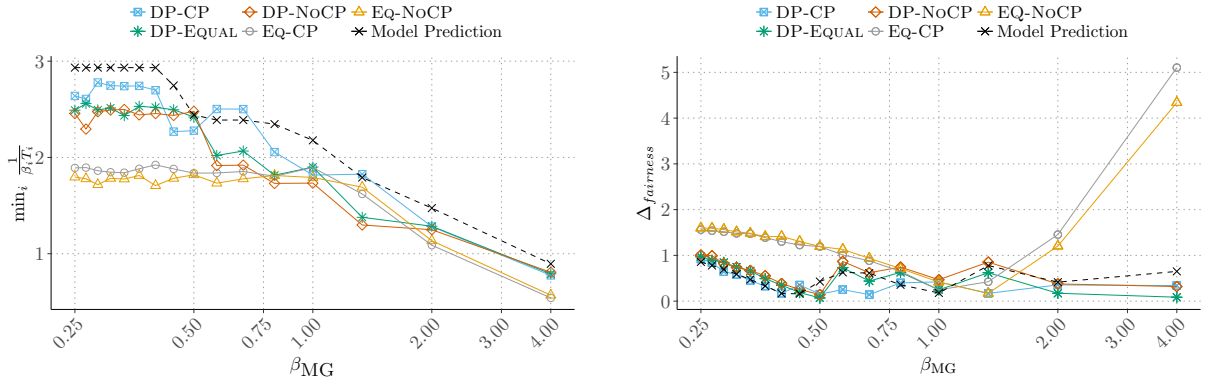 DP-CP DP-NoCP Eq-NoCP
DP-Equal Eq-CP Model Prediction
3
2
1
min_i 1/(β_i T_i)
0.25 0.50 0.75 1.00 2.00 3.00 4.00
β_MG
DP-CP DP-NoCP Eq-NoCP
DP-Equal Eq-CP Model Prediction
5
4
3
2
1
0
Δ_fairness
0.25 0.50 0.75 1.00 2.00 3.00 4.00
β_MG